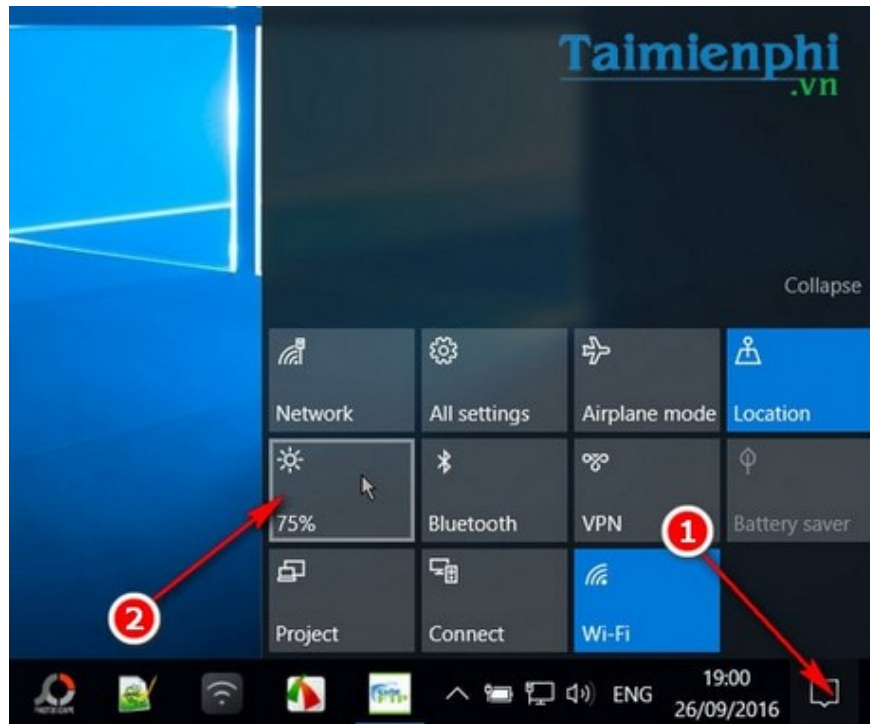 Taimienphi
.vn
Collapse
Network
All settings
Airplane mode
Location
75%
Bluetooth
VPN
Battery saver
1
2
Project
Connect
Wi-Fi
ENG
19:00
26/09/2016